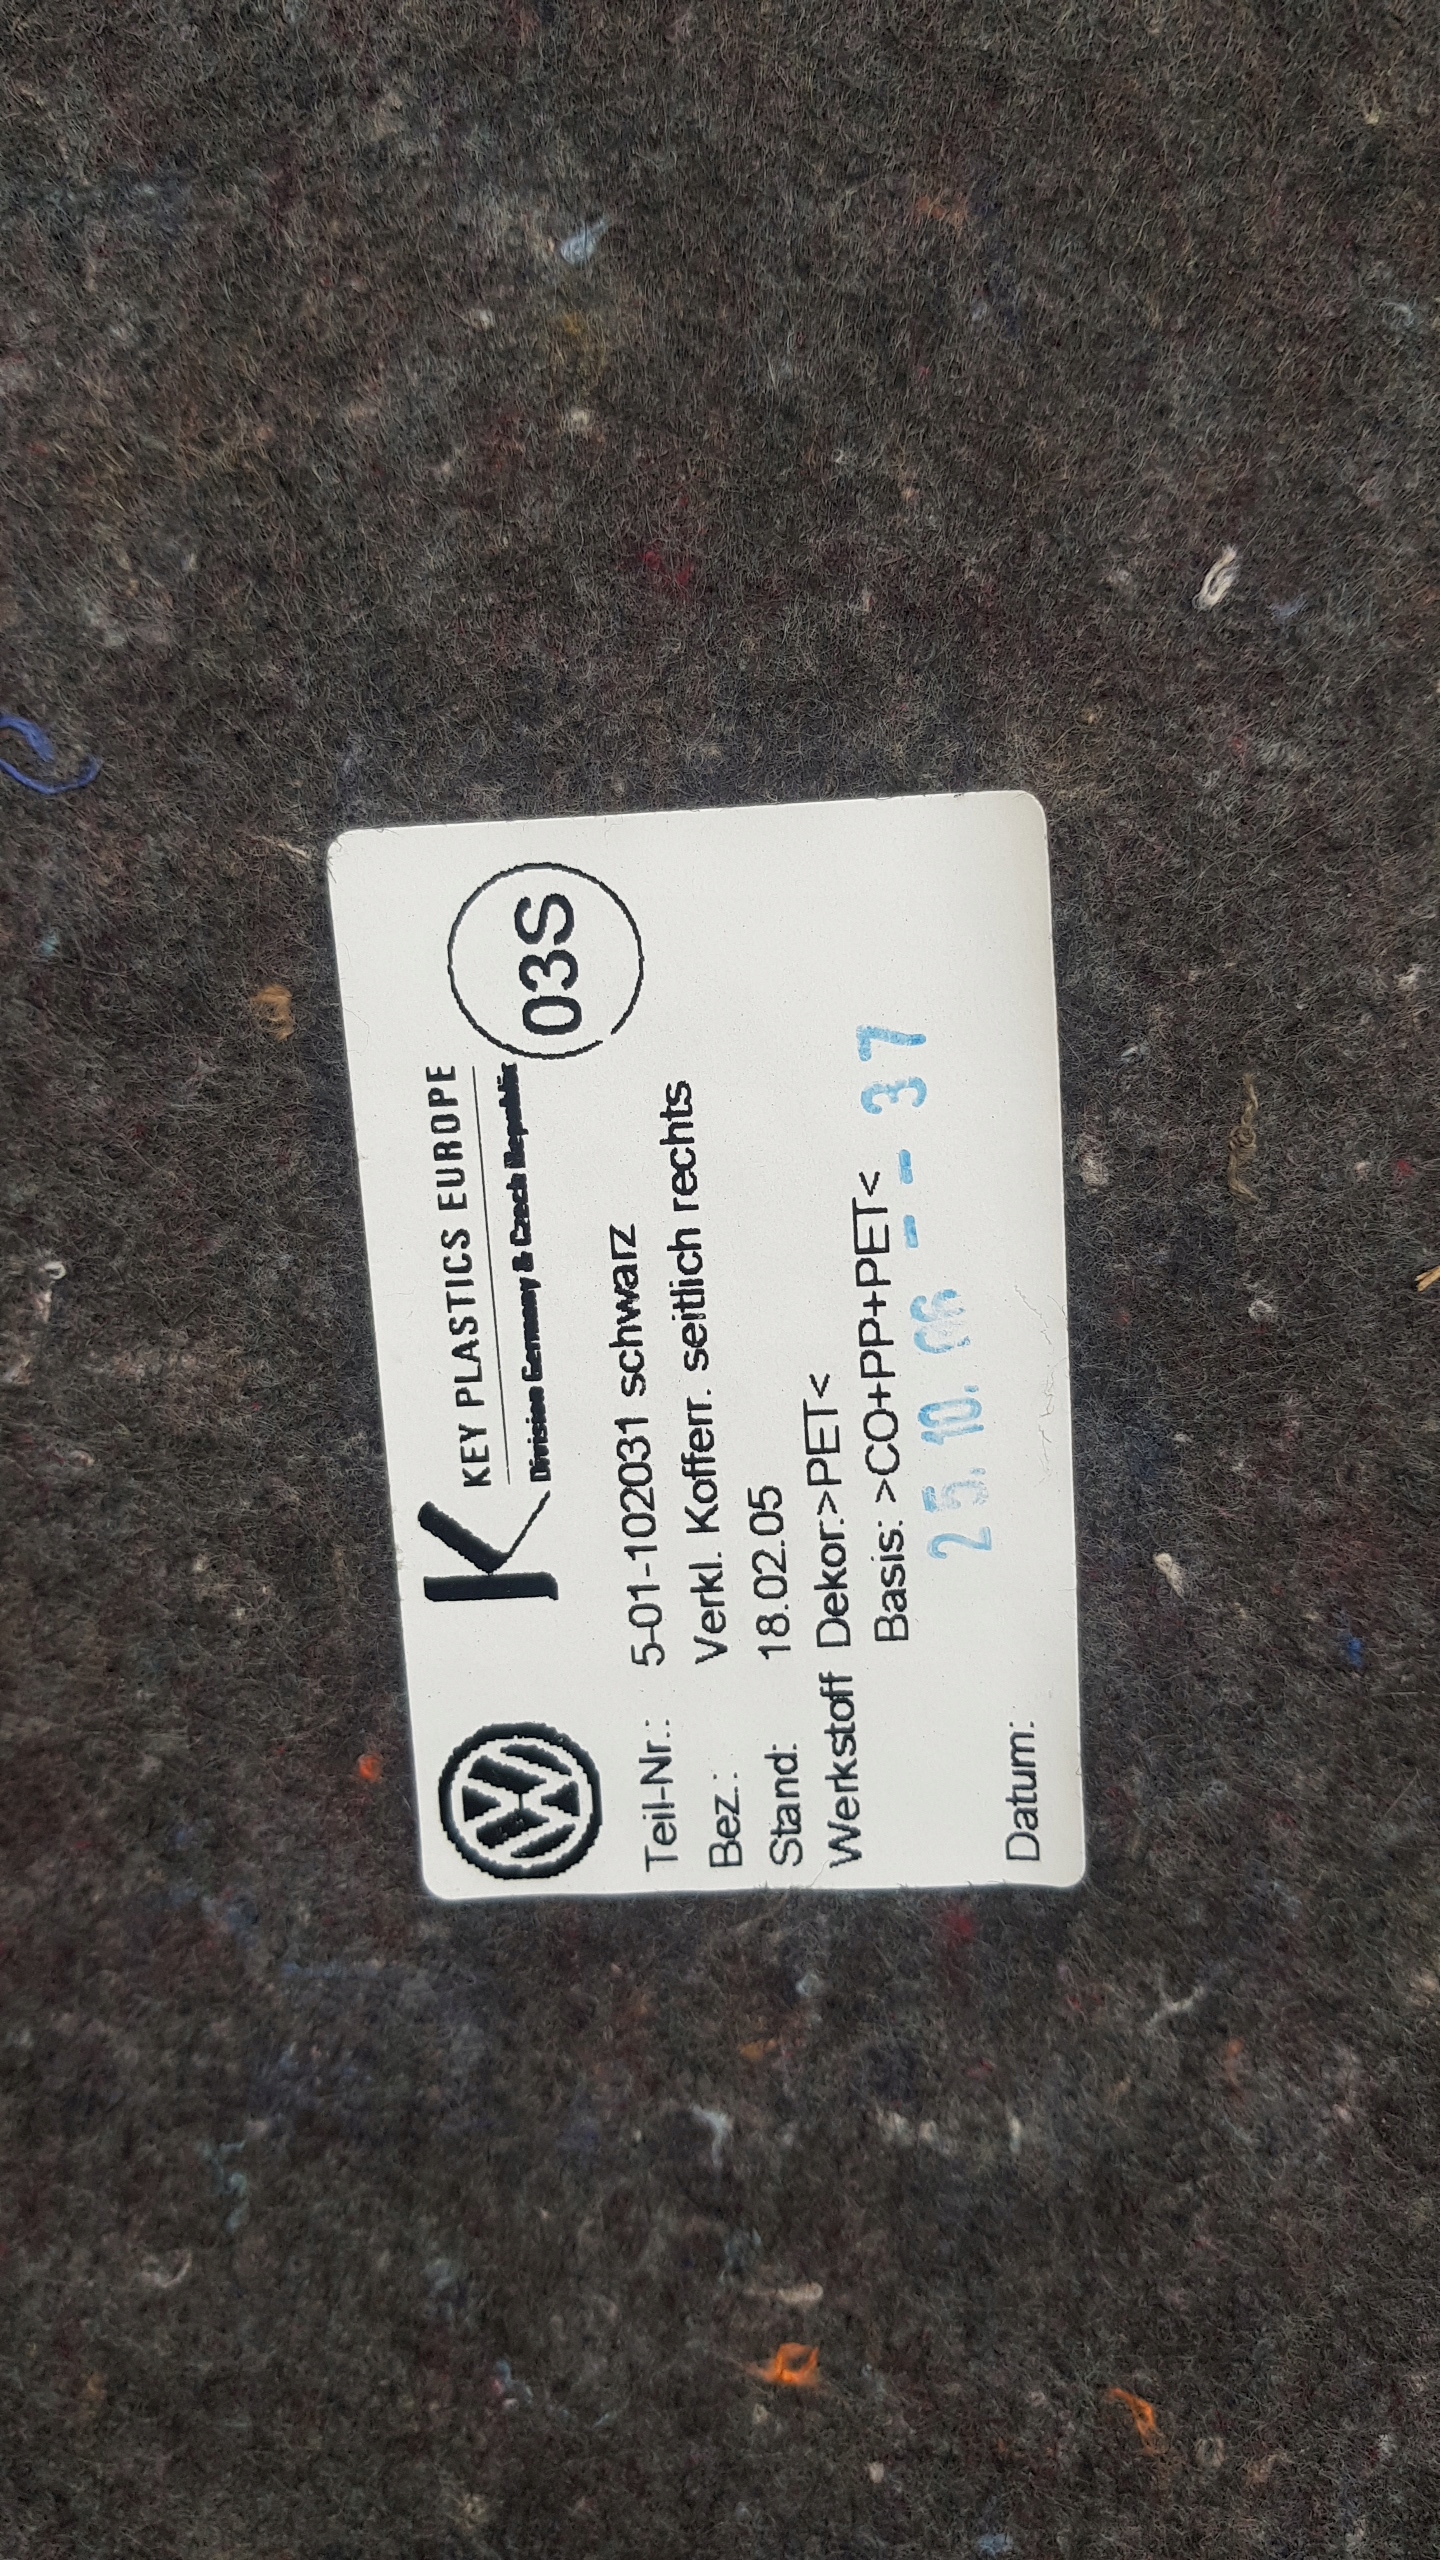 KEY PLASTICS EUROPE
Division Germany & Czech Republic
03S
Teil-Nr.: 5-01-102031 schwarz
Bez.: Verkl. Kofferr. seitlich rechts
Stand: 18.02.05
Werkstoff Dekor:>PET<
Basis: >CO+PP+PET<
25.10.06 -- 37
Datum: